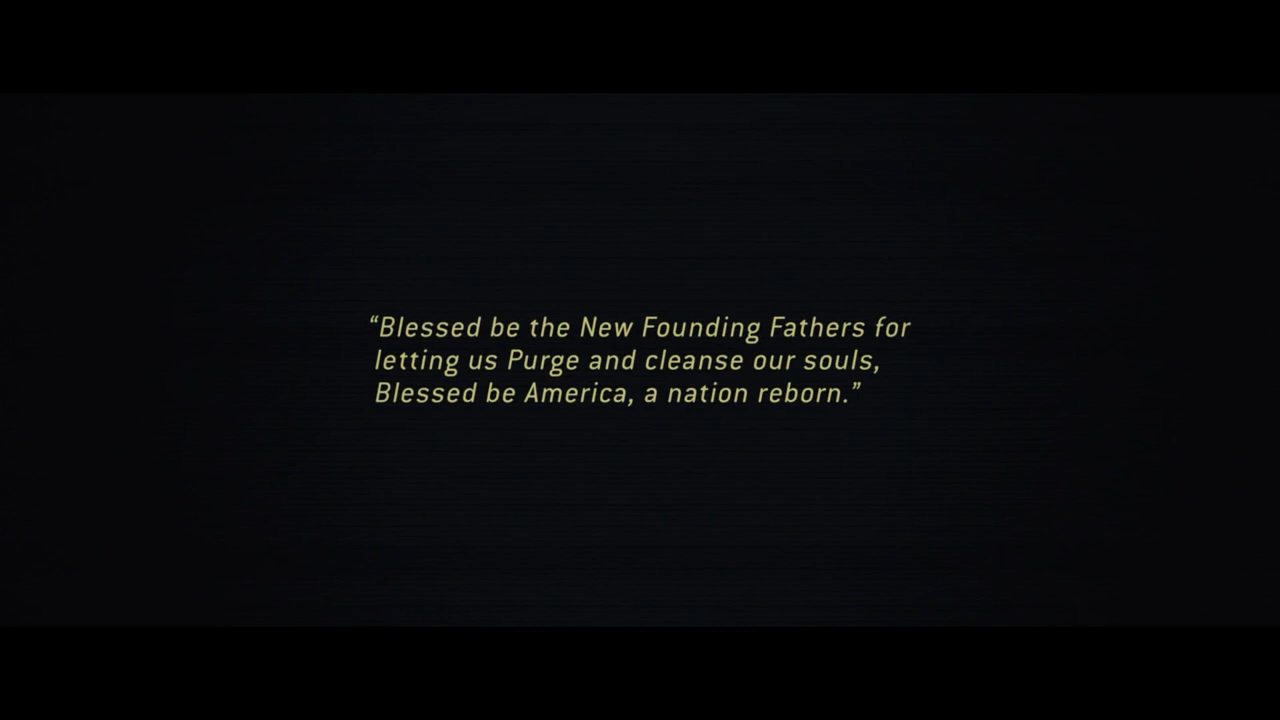 “Blessed be the New Founding Fathers for
letting us Purge and cleanse our souls,
Blessed be America, a nation reborn.”